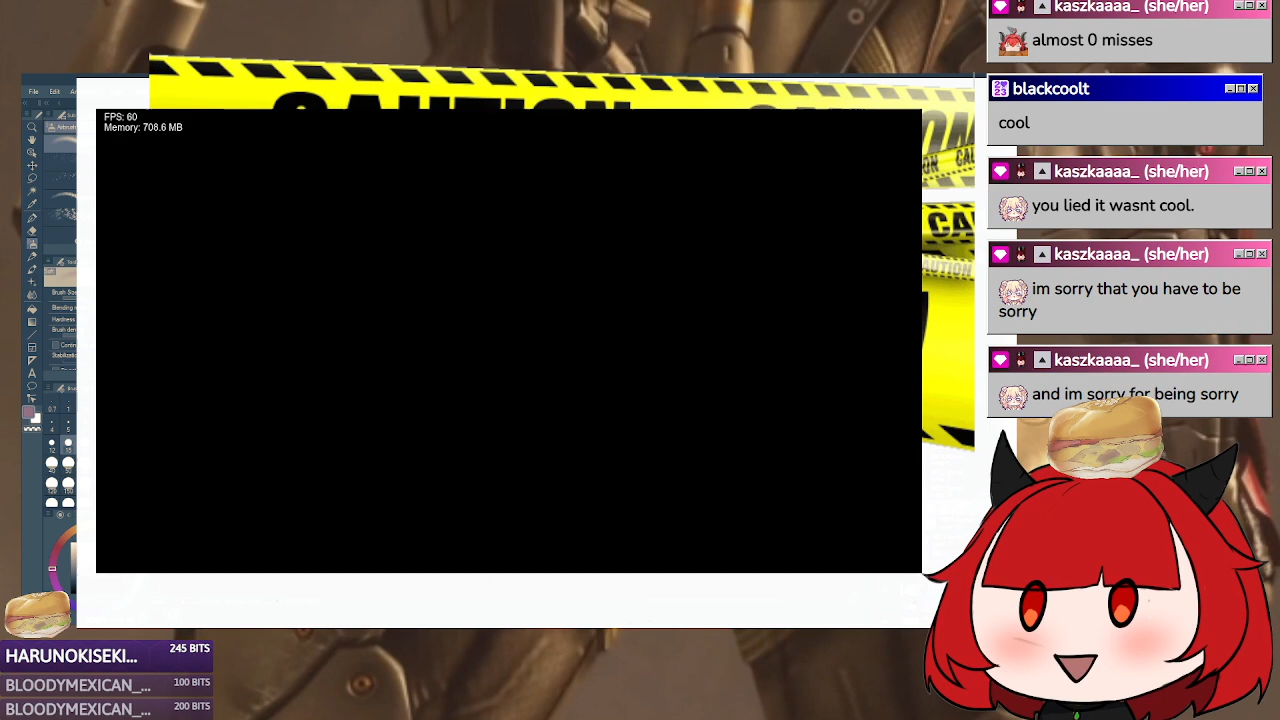 kaszkaaaa_ (she/her)
almost 0 misses
blackcoolt
cool
kaszkaaaa_ (she/her)
you lied it wasnt cool.
kaszkaaaa_ (she/her)
im sorry that you have to be
sorry
kaszkaaaa_ (she/her)
and im sorry for being sorry
File Edit
CAUTION
FPS: 60
Memory: 708.6 MB
HARUNOKISEKI... 245 BITS
BLOODYMEXICAN_... 100 BITS
BLOODYMEXICAN_... 200 BITS